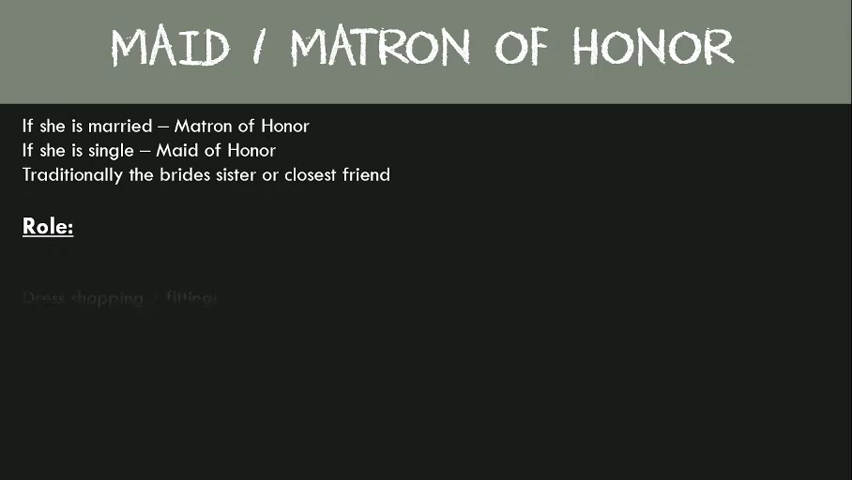 MAID / MATRON OF HONOR
If she is married – Matron of Honor
If she is single – Maid of Honor
Traditionally the brides sister or closest friend
Role:
Dress shopping / fittings